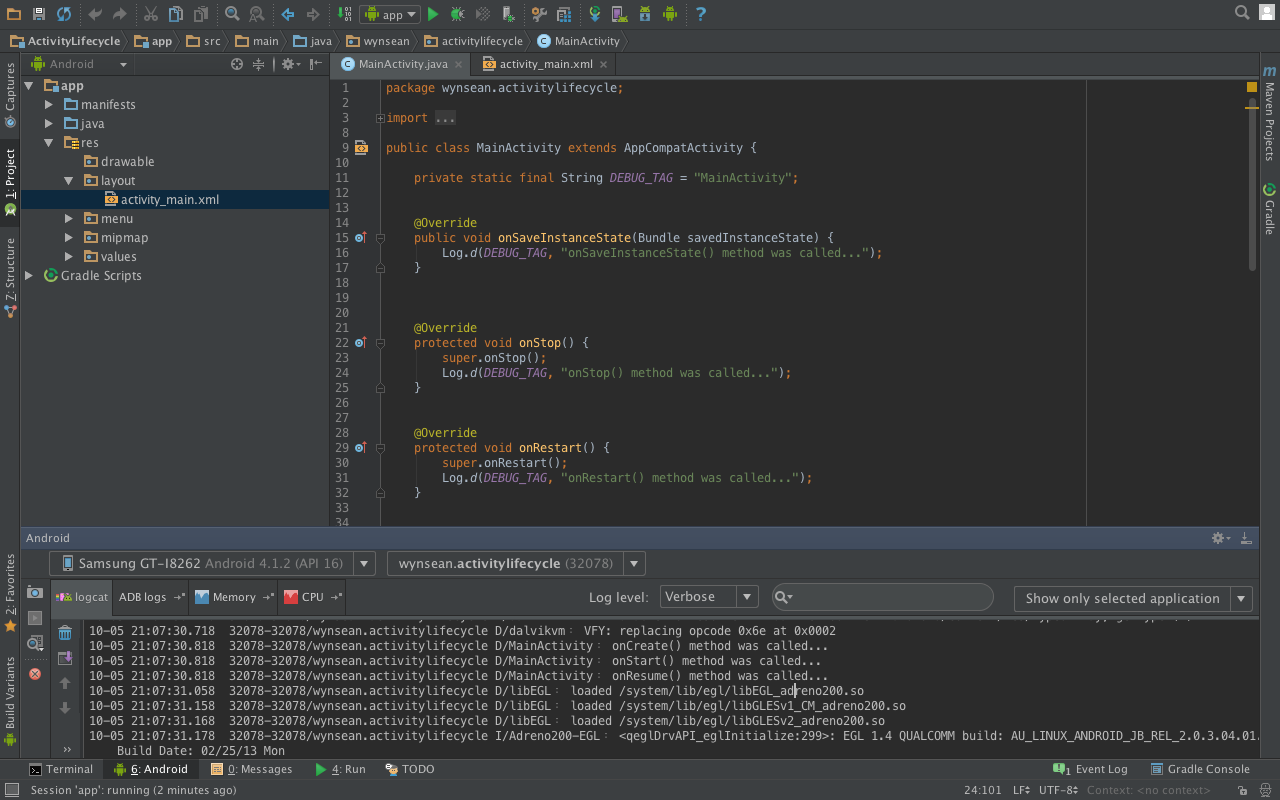 app
?
ActivityLifecycle app src main java wynsean activitylifecycle MainActivity
Captures
1: Project
7: Structure
2: Favorites
Build Variants
Android
app
manifests
java
res
drawable
layout
activity_main.xml
menu
mipmap
values
Gradle Scripts
MainActivity.java activity_main.xml
1 package wynsean.activitylifecycle;
2
3 import ...
8
9 public class MainActivity extends AppCompatActivity {
10
11 private static final String DEBUG_TAG = "MainActivity";
12
13
14 @Override
15 public void onSaveInstanceState(Bundle savedInstanceState) {
16 Log.d(DEBUG_TAG, "onSaveInstanceState() method was called...");
17 }
18
19
20
21 @Override
22 protected void onStop() {
23 super.onStop();
24 Log.d(DEBUG_TAG, "onStop() method was called...");
25 }
26
27
28 @Override
29 protected void onRestart() {
30 super.onRestart();
31 Log.d(DEBUG_TAG, "onRestart() method was called...");
32 }
33
34
m Maven Projects
Gradle
Android
Samsung GT-I8262 Android 4.1.2 (API 16) wynsean.activitylifecycle (32078)
logcat ADB logs Memory CPU Log level: Verbose Show only selected application
10-05 21:07:30.718 32078-32078/wynsean.activitylifecycle D/dalvikvm: VFY: replacing opcode 0x6e at 0x0002
10-05 21:07:30.818 32078-32078/wynsean.activitylifecycle D/MainActivity: onCreate() method was called...
10-05 21:07:30.818 32078-32078/wynsean.activitylifecycle D/MainActivity: onStart() method was called...
10-05 21:07:30.818 32078-32078/wynsean.activitylifecycle D/MainActivity: onResume() method was called...
10-05 21:07:31.058 32078-32078/wynsean.activitylifecycle D/libEGL: loaded /system/lib/egl/libEGL_adreno200.so
10-05 21:07:31.158 32078-32078/wynsean.activitylifecycle D/libEGL: loaded /system/lib/egl/libGLESv1_CM_adreno200.so
10-05 21:07:31.168 32078-32078/wynsean.activitylifecycle D/libEGL: loaded /system/lib/egl/libGLESv2_adreno200.so
10-05 21:07:31.178 32078-32078/wynsean.activitylifecycle I/Adreno200-EGL: <qeglDrvAPI_eglInitialize:299>: EGL 1.4 QUALCOMM build: AU_LINUX_ANDROID_JB_REL_2.0.3.04.01.
Build Date: 02/25/13 Mon
Terminal 6: Android 0: Messages 4: Run TODO 1 Event Log Gradle Console
Session 'app': running (2 minutes ago) 24:101 LF UTF-8 Context: <no context>